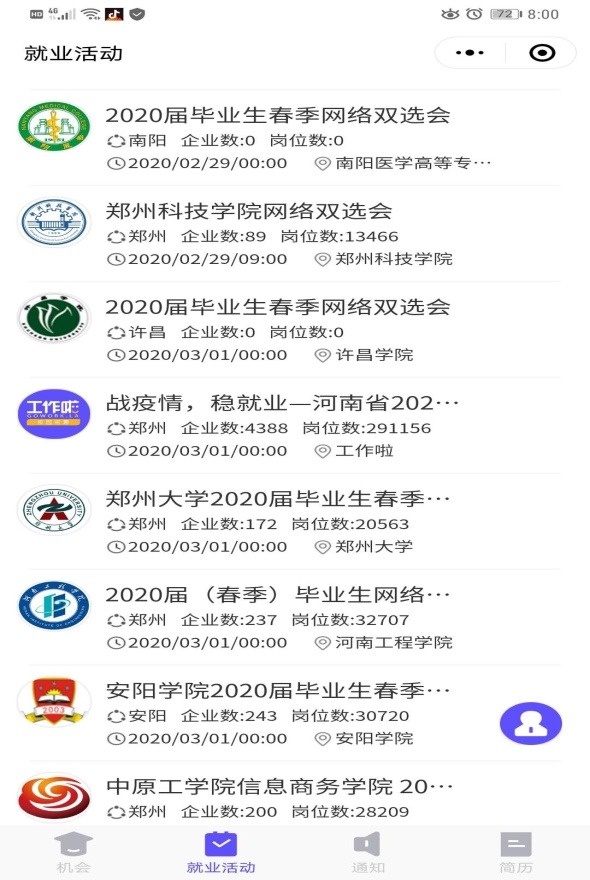 HD 4G 72 8:00
就业活动
2020届毕业生春季网络双选会
南阳 企业数:0 岗位数:0
2020/02/29/00:00 南阳医学高等专…
郑州科技学院网络双选会
郑州 企业数:89 岗位数:13466
2020/02/29/09:00 郑州科技学院
2020届毕业生春季网络双选会
许昌 企业数:0 岗位数:0
2020/03/01/00:00 许昌学院
工作啦
GOWORK.LA
战疫情，稳就业—河南省202…
郑州 企业数:4388 岗位数:291156
2020/03/01/00:00 工作啦
ZHENGZHOU UNIVERSITY
郑州大学2020届毕业生春季…
郑州 企业数:172 岗位数:20563
2020/03/01/00:00 郑州大学
2020届（春季）毕业生网络…
郑州 企业数:237 岗位数:32707
2020/03/01/00:00 河南工程学院
2003
安阳学院2020届毕业生春季…
安阳 企业数:243 岗位数:30720
2020/03/01/00:00 安阳学院
中原工学院信息商务学院 20…
郑州 企业数:200 岗位数:28209
机会 就业活动 通知 简历